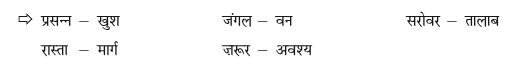 ⇨ प्रसन्न – खुश जंगल – वन सरोवर – तालाब
रास्ता – मार्ग ज़रूर – अवश्य